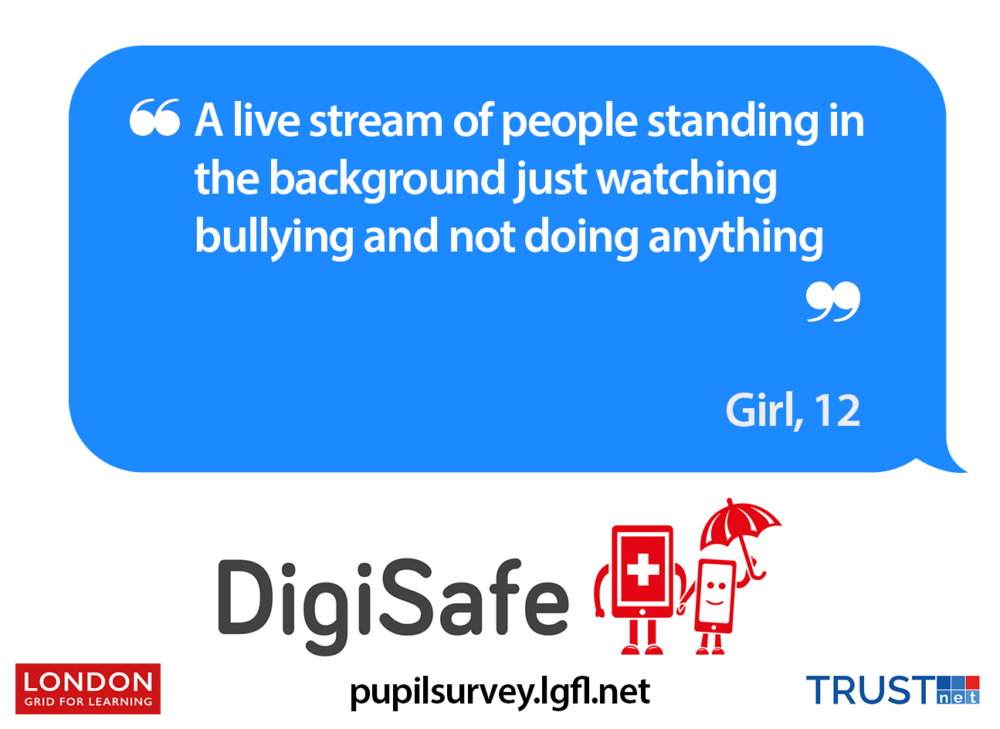 “ A live stream of people standing in
the background just watching
bullying and not doing anything
”
Girl, 12
DigiSafe
LONDON
GRID FOR LEARNING
pupilsurvey.lgfl.net
TRUST
net